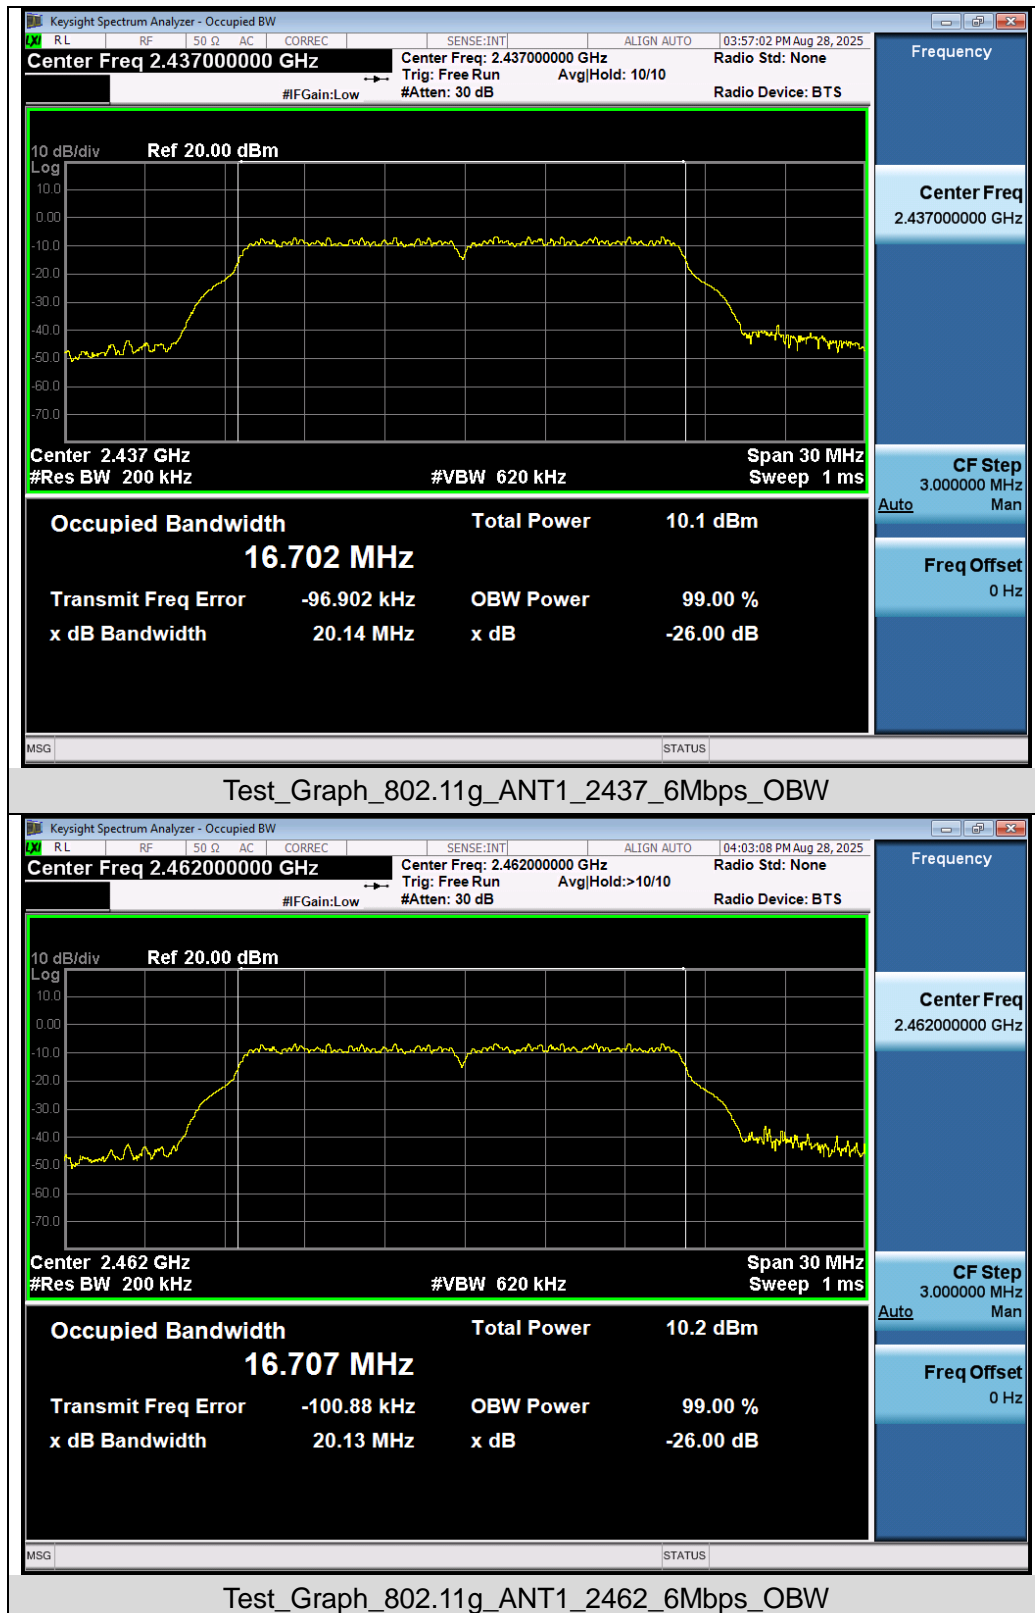 Keysight Spectrum Analyzer - Occupied BW
LXI RL RF 50 Ω AC CORREC SENSE:INT ALIGN AUTO 03:57:02 PM Aug 28, 2025
Center Freq 2.437000000 GHz Center Freq: 2.437000000 GHz Radio Std: None
Trig: Free Run Avg|Hold: 10/10
#IFGain:Low #Atten: 30 dB Radio Device: BTS
Frequency
10 dB/div Ref 20.00 dBm
Log
10.0
0.00
-10.0
-20.0
-30.0
-40.0
-50.0
-60.0
-70.0
Center 2.437 GHz Span 30 MHz
#Res BW 200 kHz #VBW 620 kHz Sweep 1 ms
Center Freq
2.437000000 GHz
CF Step
3.000000 MHz
Auto Man
Freq Offset
0 Hz
Occupied Bandwidth Total Power 10.1 dBm
16.702 MHz
Transmit Freq Error -96.902 kHz OBW Power 99.00 %
x dB Bandwidth 20.14 MHz x dB -26.00 dB
MSG STATUS
Test_Graph_802.11g_ANT1_2437_6Mbps_OBW
Keysight Spectrum Analyzer - Occupied BW
LXI RL RF 50 Ω AC CORREC SENSE:INT ALIGN AUTO 04:03:08 PM Aug 28, 2025
Center Freq 2.462000000 GHz Center Freq: 2.462000000 GHz Radio Std: None
Trig: Free Run Avg|Hold:>10/10
#IFGain:Low #Atten: 30 dB Radio Device: BTS
Frequency
10 dB/div Ref 20.00 dBm
Log
10.0
0.00
-10.0
-20.0
-30.0
-40.0
-50.0
-60.0
-70.0
Center 2.462 GHz Span 30 MHz
#Res BW 200 kHz #VBW 620 kHz Sweep 1 ms
Center Freq
2.462000000 GHz
CF Step
3.000000 MHz
Auto Man
Freq Offset
0 Hz
Occupied Bandwidth Total Power 10.2 dBm
16.707 MHz
Transmit Freq Error -100.88 kHz OBW Power 99.00 %
x dB Bandwidth 20.13 MHz x dB -26.00 dB
MSG STATUS
Test_Graph_802.11g_ANT1_2462_6Mbps_OBW